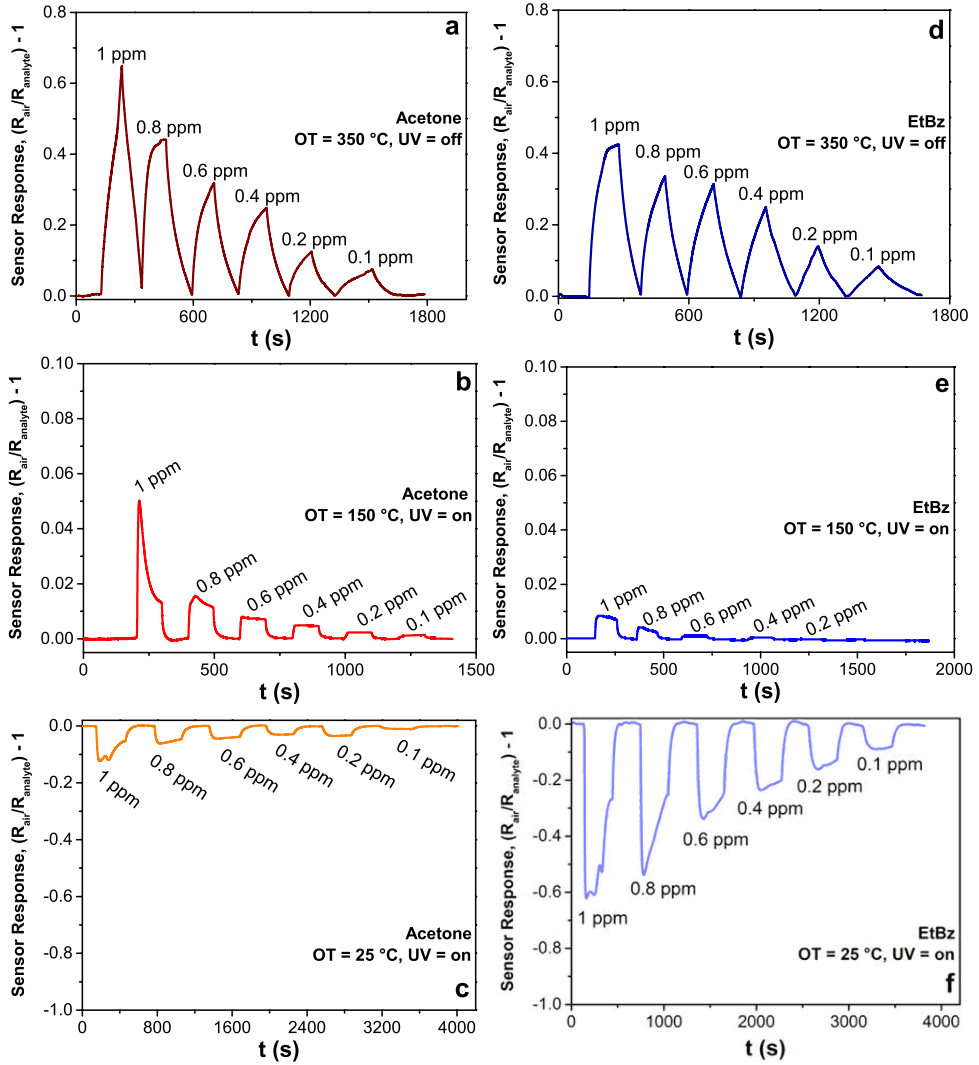 a
Sensor Response, (Rair/Ranalyte) - 1
0.8
0.6
0.4
0.2
0.0
1 ppm
0.8 ppm
0.6 ppm
0.4 ppm
0.2 ppm
0.1 ppm
Acetone
OT = 350 °C, UV = off
0
600
1200
1800
t (s)
d
Sensor Response, (Rair/Ranalyte) - 1
0.8
0.6
0.4
0.2
0.0
1 ppm
0.8 ppm
0.6 ppm
0.4 ppm
0.2 ppm
0.1 ppm
EtBz
OT = 350 °C, UV = off
0
600
1200
1800
t (s)
b
Sensor Response, (Rair/Ranalyte) - 1
0.10
0.08
0.06
0.04
0.02
0.00
1 ppm
0.8 ppm
0.6 ppm
0.4 ppm
0.2 ppm
0.1 ppm
Acetone
OT = 150 °C, UV = on
0
500
1000
1500
t (s)
e
Sensor Response, (Rair/Ranalyte) - 1
0.10
0.08
0.06
0.04
0.02
0.00
1 ppm
0.8 ppm
0.6 ppm
0.4 ppm
0.2 ppm
EtBz
OT = 150 °C, UV = on
0
500
1000
1500
2000
t (s)
Sensor Response, (Rair/Ranalyte) - 1
0.0
-0.2
-0.4
-0.6
-0.8
-1.0
1 ppm
0.8 ppm
0.6 ppm
0.4 ppm
0.2 ppm
0.1 ppm
Acetone
OT = 25 °C, UV = on
c
0
800
1600
2400
3200
4000
t (s)
Sensor Response, (Rair/Ranalyte) - 1
0.0
-0.2
-0.4
-0.6
-0.8
-1.0
1 ppm
0.8 ppm
0.6 ppm
0.4 ppm
0.2 ppm
0.1 ppm
EtBz
OT = 25 °C, UV = on
f
0
1000
2000
3000
4000
t (s)